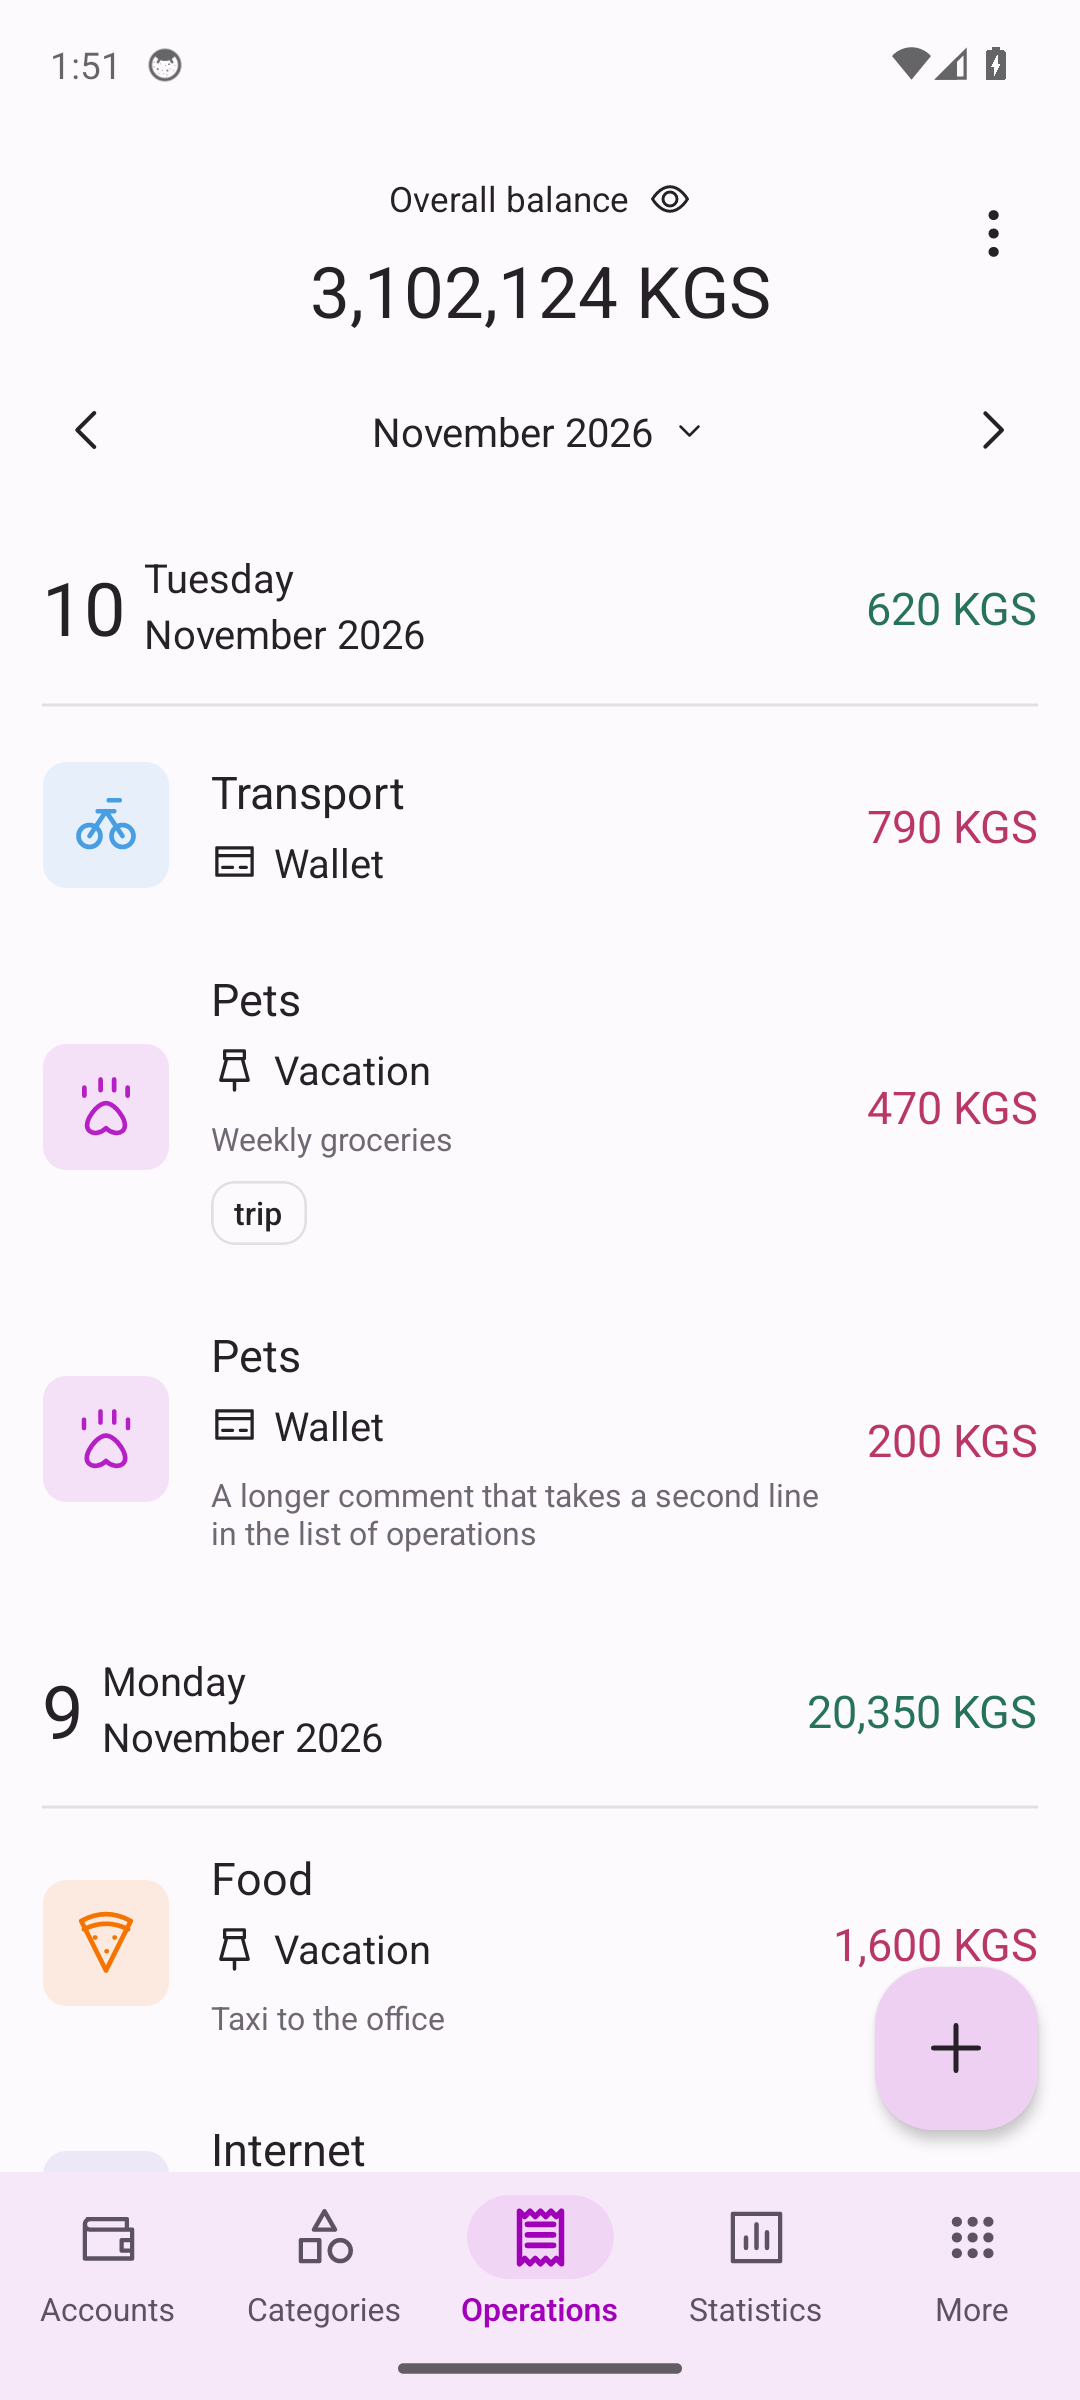 1:51
Overall balance
3,102,124 KGS
November 2026
10
Tuesday
November 2026
620 KGS
Transport
Wallet
790 KGS
Pets
Vacation
Weekly groceries
trip
470 KGS
Pets
Wallet
A longer comment that takes a second line
in the list of operations
200 KGS
9
Monday
November 2026
20,350 KGS
Food
Vacation
Taxi to the office
1,600 KGS
Internet
Accounts
Categories
Operations
Statistics
More